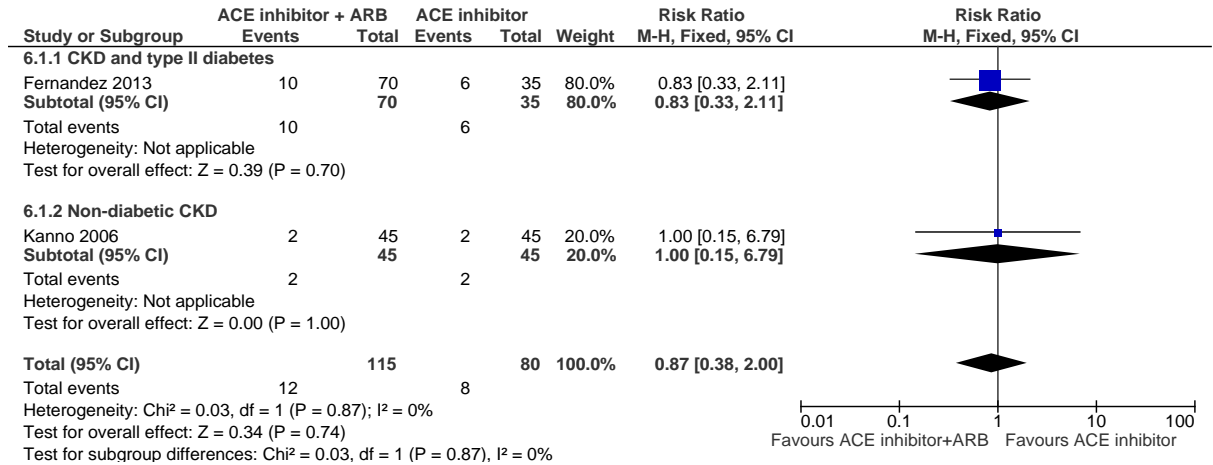 ACE inhibitor + ARB ACE inhibitor Risk Ratio Risk Ratio
Study or Subgroup Events Total Events Total Weight M-H, Fixed, 95% CI M-H, Fixed, 95% CI
6.1.1 CKD and type II diabetes
Fernandez 2013 10 70 6 35 80.0% 0.83 [0.33, 2.11]
Subtotal (95% CI) 70 35 80.0% 0.83 [0.33, 2.11]
Total events 10 6
Heterogeneity: Not applicable
Test for overall effect: Z = 0.39 (P = 0.70)
6.1.2 Non-diabetic CKD
Kanno 2006 2 45 2 45 20.0% 1.00 [0.15, 6.79]
Subtotal (95% CI) 45 45 20.0% 1.00 [0.15, 6.79]
Total events 2 2
Heterogeneity: Not applicable
Test for overall effect: Z = 0.00 (P = 1.00)
Total (95% CI) 115 80 100.0% 0.87 [0.38, 2.00]
Total events 12 8
Heterogeneity: Chi² = 0.03, df = 1 (P = 0.87); I² = 0%
Test for overall effect: Z = 0.34 (P = 0.74)
Test for subgroup differences: Chi² = 0.03, df = 1 (P = 0.87), I² = 0%
0.01 0.1 1 10 100
Favours ACE inhibitor+ARB Favours ACE inhibitor